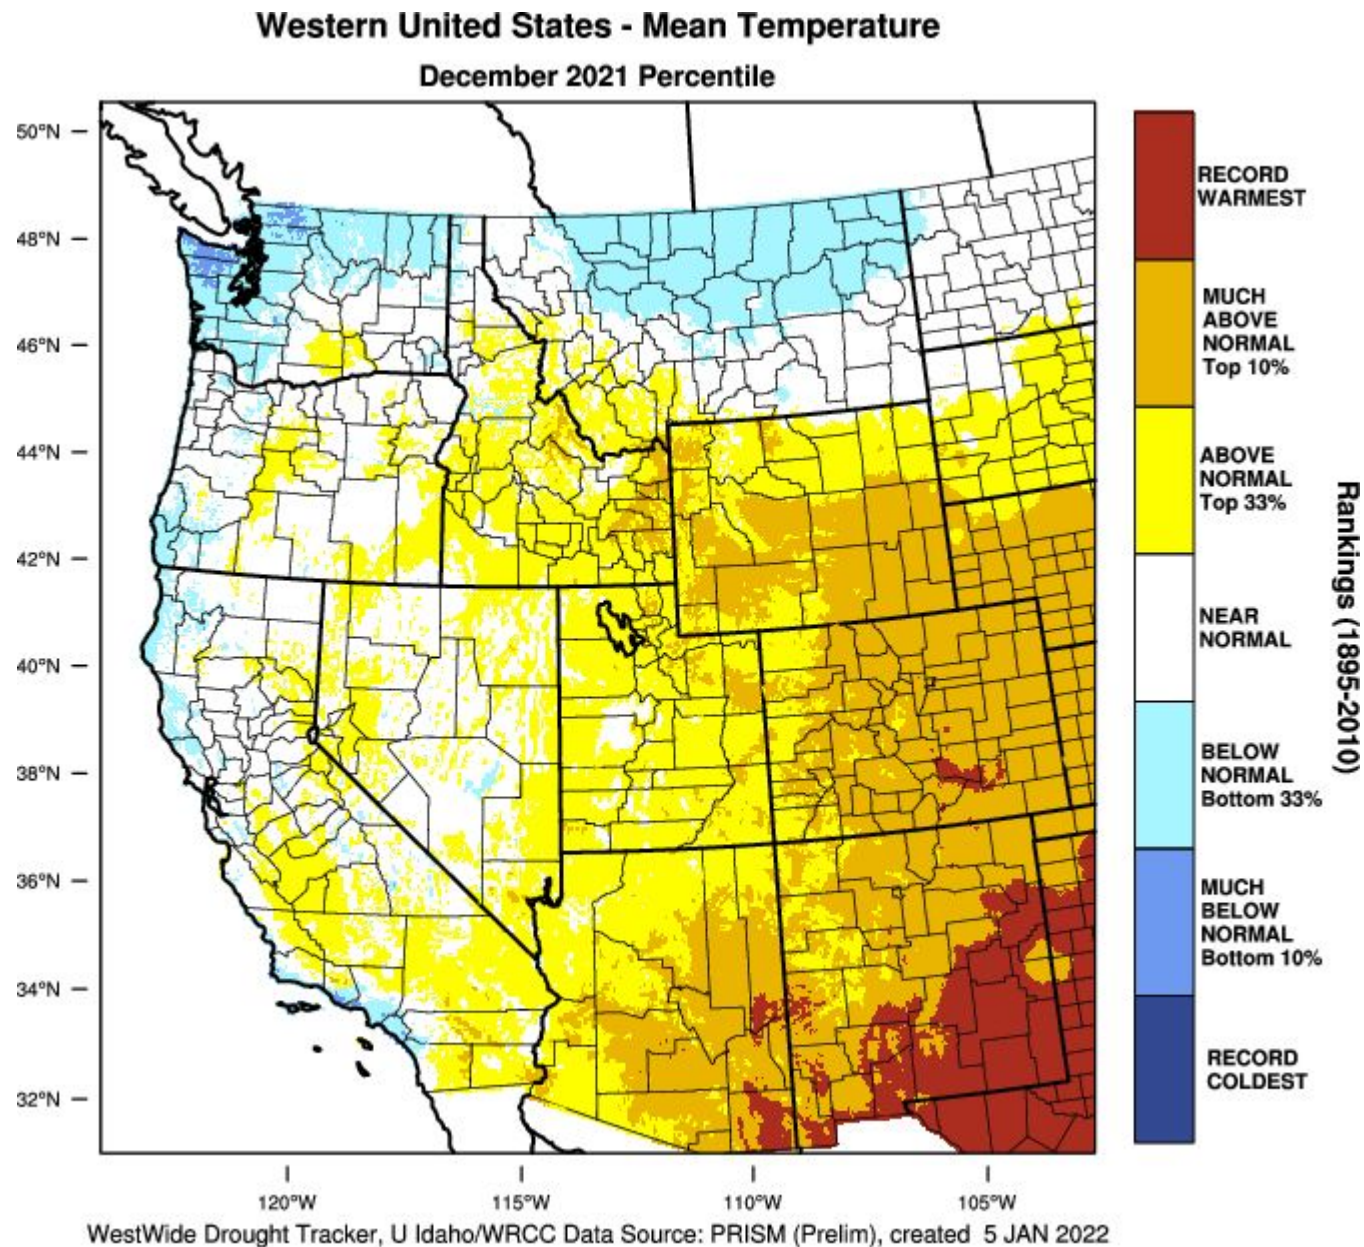 Western United States - Mean Temperature
December 2021 Percentile
50°N
48°N
46°N
44°N
42°N
40°N
38°N
36°N
34°N
32°N
120°W
115°W
110°W
105°W
RECORD
WARMEST
MUCH
ABOVE
NORMAL
Top 10%
ABOVE
NORMAL
Top 33%
NEAR
NORMAL
BELOW
NORMAL
Bottom 33%
MUCH
BELOW
NORMAL
Bottom 10%
RECORD
COLDEST
Rankings (1895-2010)
WestWide Drought Tracker, U Idaho/WRCC Data Source: PRISM (Prelim), created 5 JAN 2022